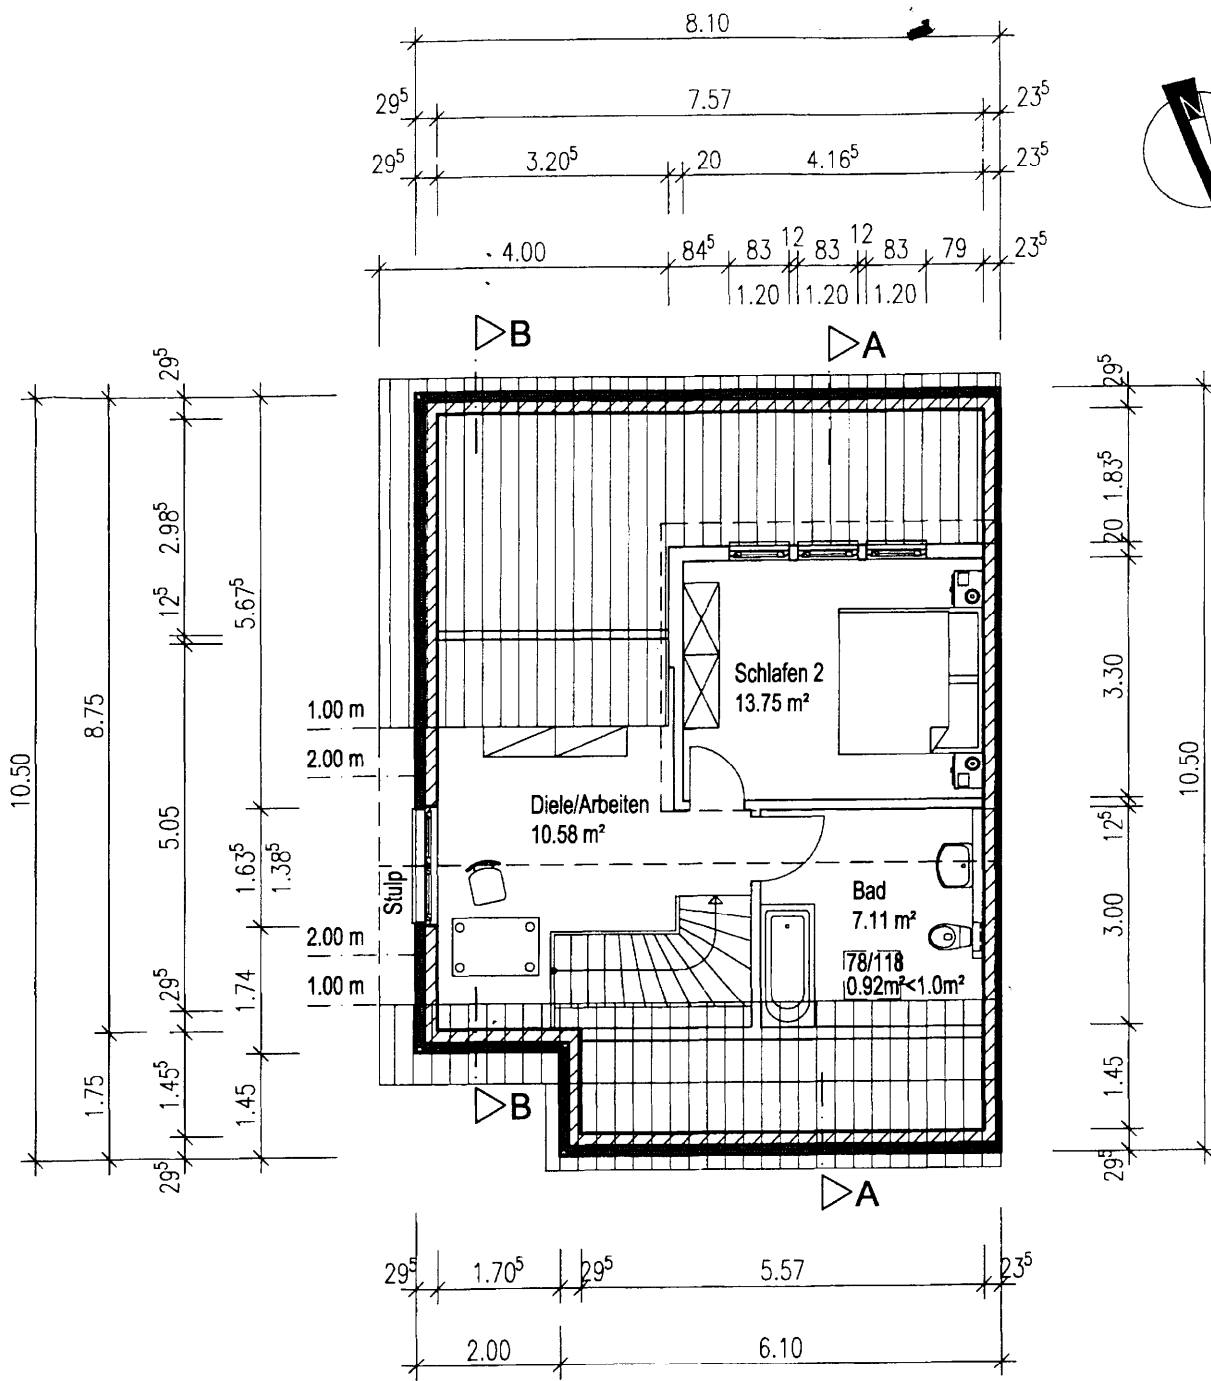 8.10
29⁵ 7.57 23⁵
29⁵ 3.20⁵ 20 4.16⁵ 23⁵
N
4.00 84⁵ 83 12 83 12 83 79 23⁵
1.20 1.20 1.20
B A
29⁵ 29⁵
2.98⁵ 1.83⁵
12⁵ 5.67⁵ 20
Schlafen 2
13.75 m²
3.30
8.75
1.00 m
2.00 m
10.50 10.50
Diele/Arbeiten
10.58 m²
5.05 12⁵
1.63⁵ 1.38⁵
Stulp
Bad
7.11 m²
3.00
2.00 m
78/118
0.92m²<1.0m²
1.00 m
29⁵ 1.74
1.75 1.45⁵ 1.45 1.45
B
29⁵ 29⁵
A
29⁵ 1.70⁵ 29⁵ 5.57 23⁵
2.00 6.10